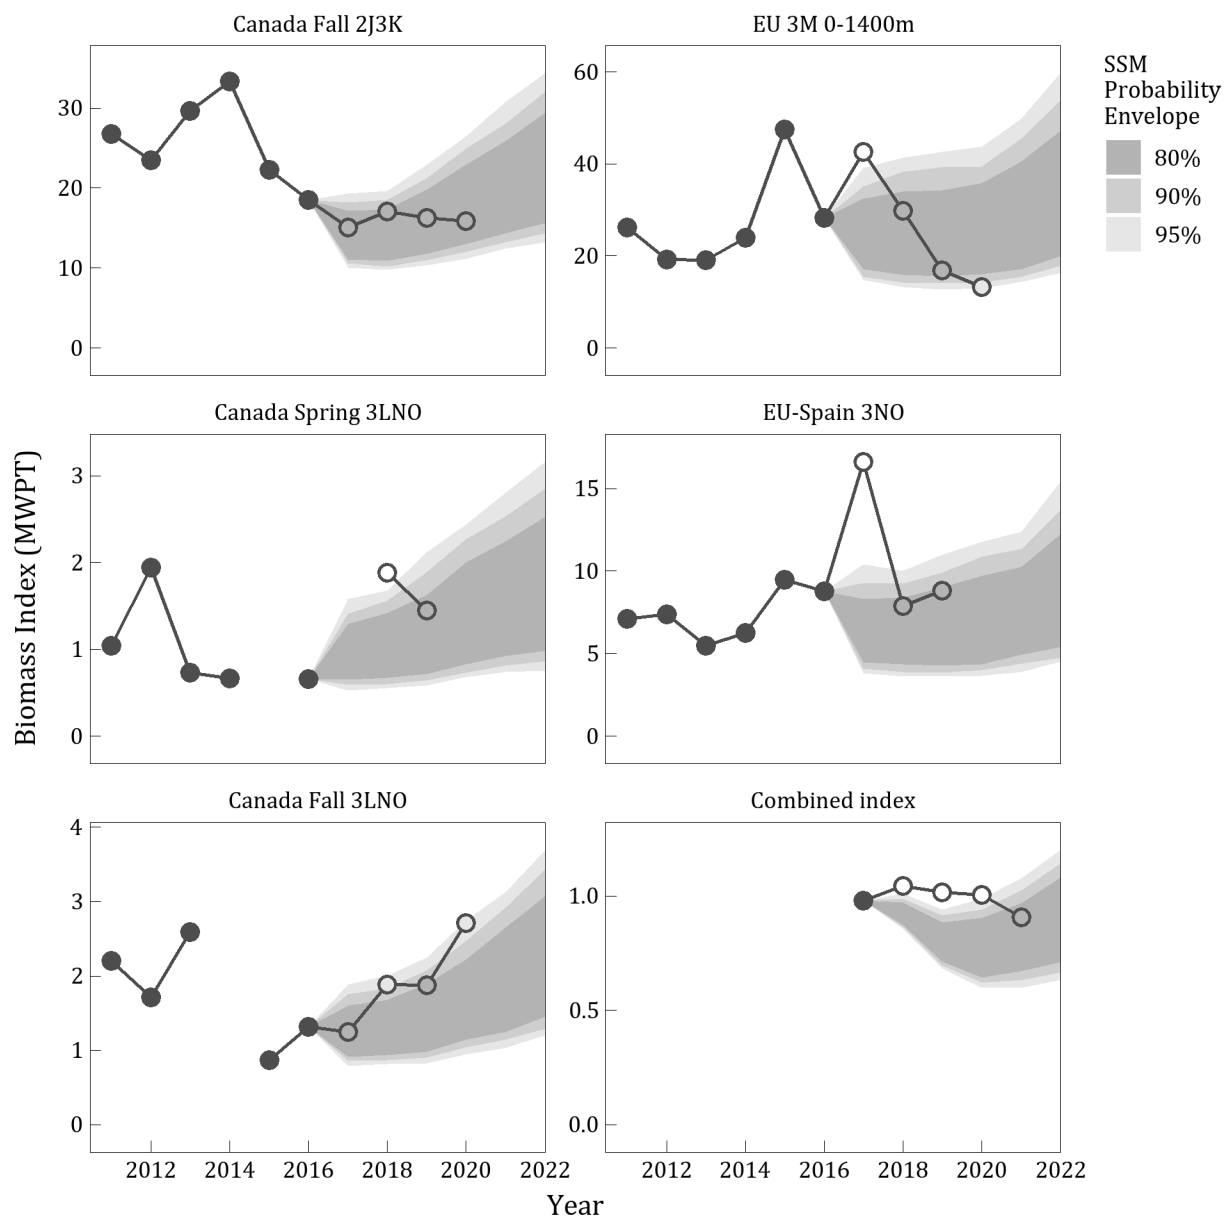 Canada Fall 2J3K
EU 3M 0-1400m
30
20
10
0
60
40
20
0
SSM
Probability
Envelope
80%
90%
95%
Canada Spring 3LNO
EU-Spain 3NO
Biomass Index (MWPT)
3
2
1
0
15
10
5
0
Canada Fall 3LNO
Combined index
4
3
2
1
0
1.0
0.5
0.0
2012 2014 2016 2018 2020 2022
2012 2014 2016 2018 2020 2022
Year